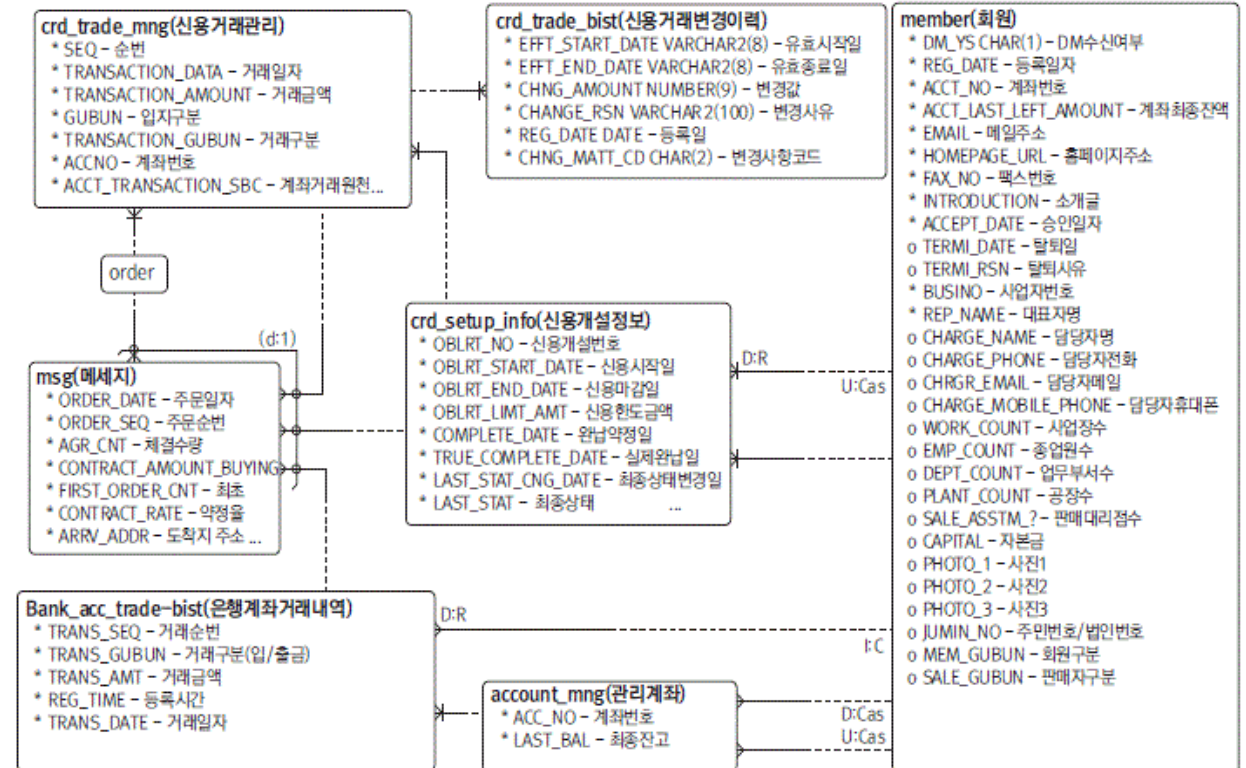 crd_trade_mng(신용거래관리)
* SEQ – 순번
* TRANSACTION_DATA – 거래일자
* TRANSACTION_AMOUNT – 거래금액
* GUBUN – 입지구분
* TRANSACTION_GUBUN – 거래구분
* ACCNO – 계좌번호
* ACCT_TRANSACTION_SBC – 계좌거래원천...
crd_trade_bist(신용거래변경이력)
* EFFT_START_DATE VARCHAR2(8) – 유효시작일
* EFFT_END_DATE VARCHAR2(8) – 유효종료일
* CHNG_AMOUNT NUMBER(9) – 변경값
* CHANGE_RSN VARCHAR2(100) – 변경사유
* REG_DATE DATE – 등록일
* CHNG_MATT_CD CHAR(2) – 변경사항코드
member(회원)
* DM_YS CHAR(1) – DM수신여부
* REG_DATE – 등록일자
* ACCT_NO – 계좌번호
* ACCT_LAST_LEFT_AMOUNT – 계좌최종잔액
* EMAIL – 메일주소
* HOMEPAGE_URL – 홈페이지주소
* FAX_NO – 팩스번호
* INTRODUCTION – 소개글
* ACCEPT_DATE – 승인일자
o TERMI_DATE – 탈퇴일
o TERMI_RSN – 탈퇴사유
* BUSINO – 사업자번호
* REP_NAME – 대표자명
o CHARGE_NAME – 담당자명
o CHARGE_PHONE – 담당자전화
o CHRGR_EMAIL – 담당자메일
o CHARGE_MOBILE_PHONE – 담당자휴대폰
o WORK_COUNT – 사업장수
o EMP_COUNT – 종업원수
o DEPT_COUNT – 업무부서수
o PLANT_COUNT – 공장수
o SALE_ASSTM_? – 판매대리점수
o CAPITAL – 자본금
o PHOTO_1 – 사진1
o PHOTO_2 – 사진2
o PHOTO_3 – 사진3
o JUMIN_NO – 주민번호/법인번호
o MEM_GUBUN – 회원구분
o SALE_GUBUN – 판매자구분
order
(d:1)
msg(메세지)
* ORDER_DATE – 주문일자
* ORDER_SEQ – 주문순번
* AGR_CNT – 체결수량
* CONTRACT_AMOUNT_BUYING
* FIRST_ORDER_CNT – 최초
* CONTRACT_RATE – 약정율
* ARRV_ADDR – 도착지 주소 ...
crd_setup_info(신용개설정보)
* OBLRT_NO – 신용개설번호
* OBLRT_START_DATE – 신용시작일
* OBLRT_END_DATE – 신용마감일
* OBLRT_LIMT_AMT – 신용한도금액
* COMPLETE_DATE – 완납약정일
* TRUE_COMPLETE_DATE – 실제완납일
* LAST_STAT_CNG_DATE – 최종상태변경일
* LAST_STAT – 최종상태 ...
D:R
U:Cas
Bank_acc_trade-bist(은행계좌거래내역)
* TRANS_SEQ – 거래순번
* TRANS_GUBUN – 거래구분(입/출금)
* TRANS_AMT – 거래금액
* REG_TIME – 등록시간
* TRANS_DATE – 거래일자
D:R
I:C
account_mng(관리계좌)
* ACC_NO – 계좌번호
* LAST_BAL – 최종잔고
D:Cas
U:Cas